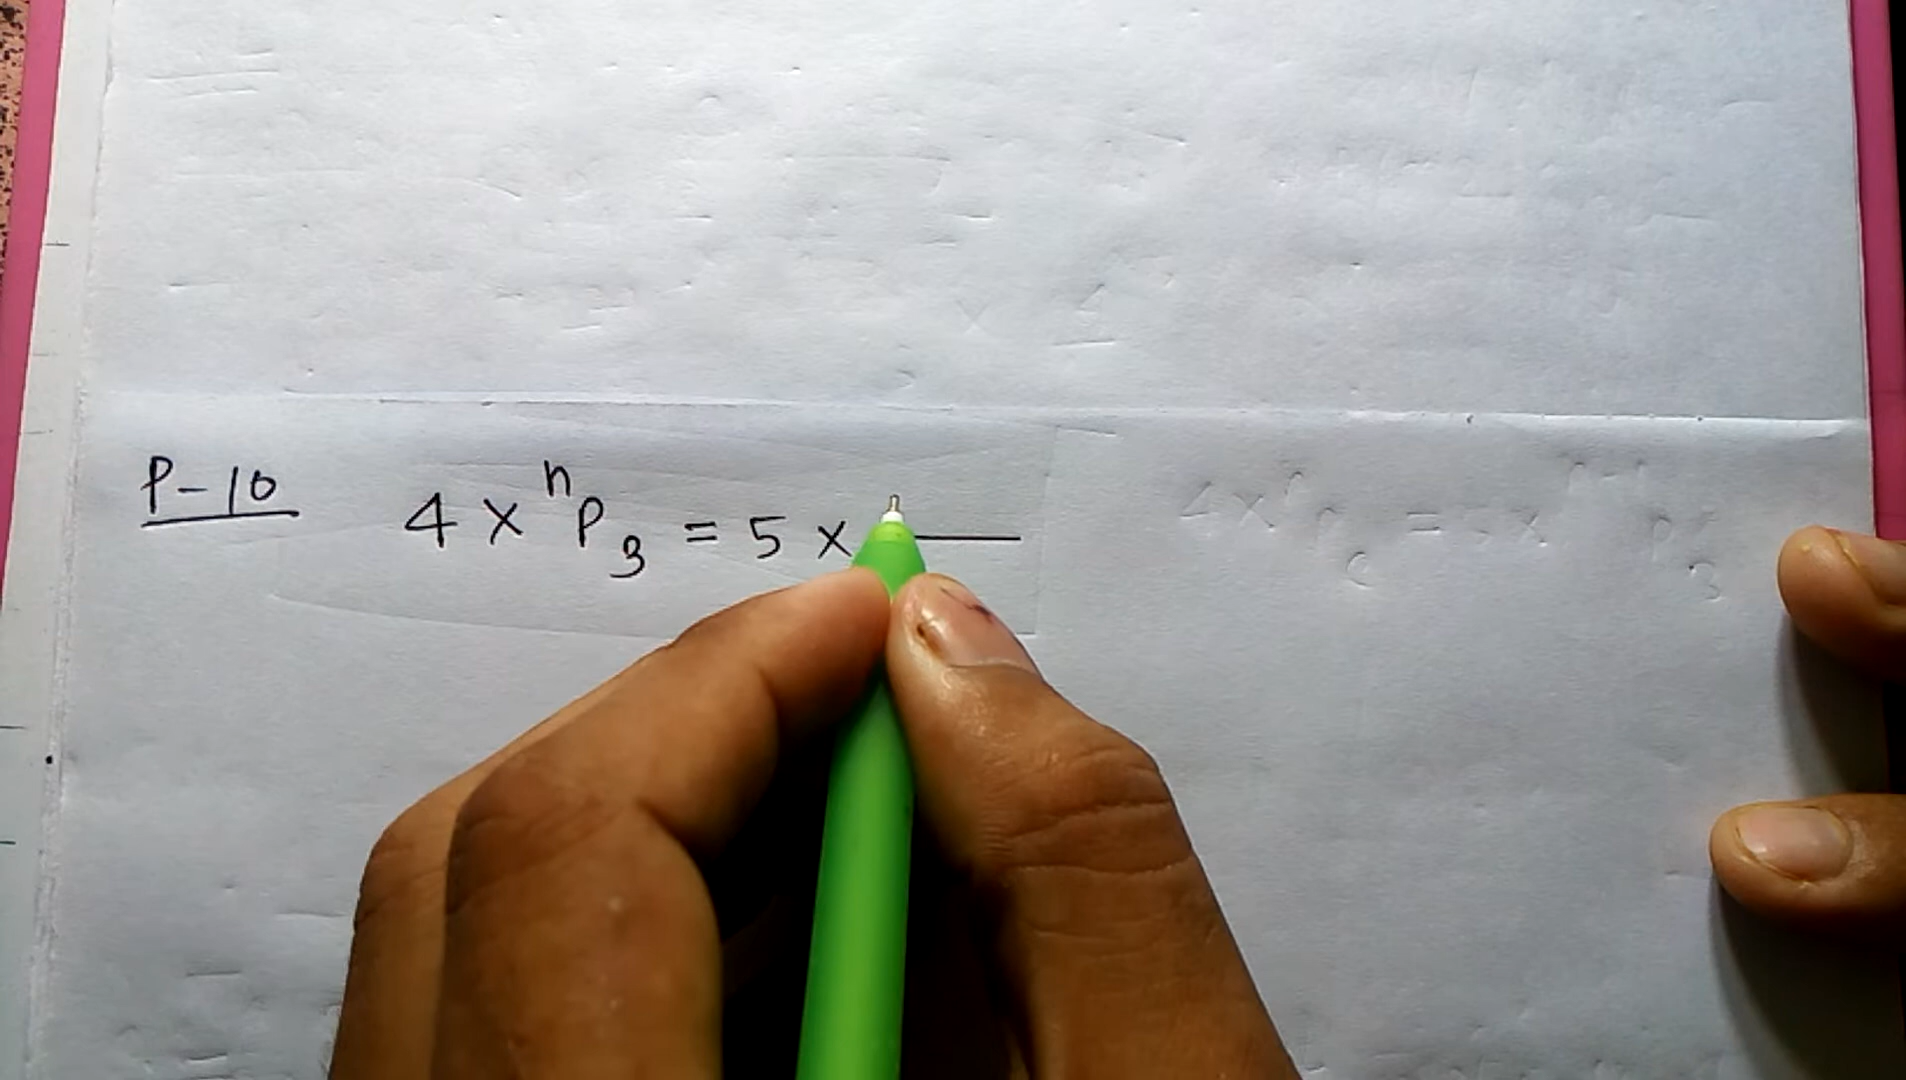 P-10 4 × ⁿP₃ = 5 ×